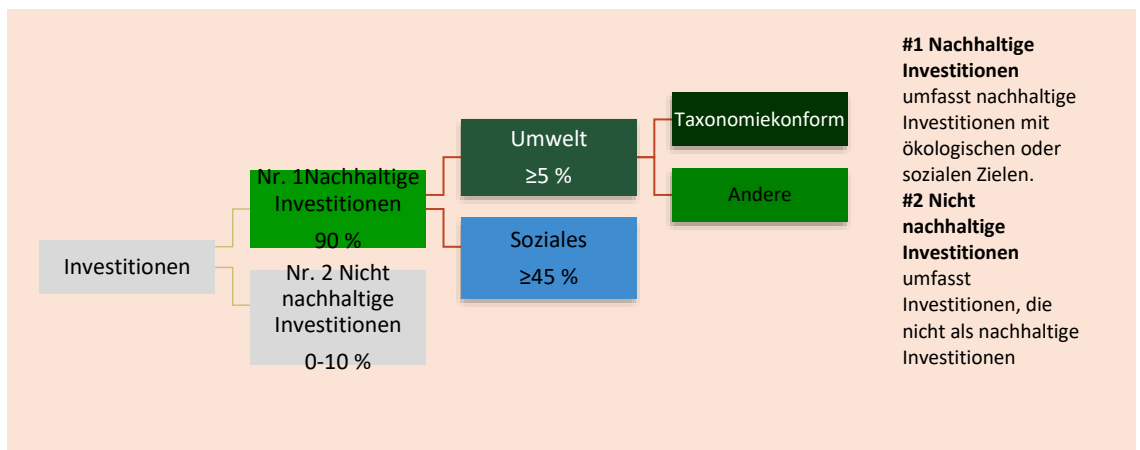 Investitionen
Nr. 1Nachhaltige
Investitionen
90 %
Nr. 2 Nicht
nachhaltige
Investitionen
0-10 %
Umwelt
≥5 %
Soziales
≥45 %
Taxonomiekonform
Andere
#1 Nachhaltige
Investitionen
umfasst nachhaltige
Investitionen mit
ökologischen oder
sozialen Zielen.
#2 Nicht
nachhaltige
Investitionen
umfasst
Investitionen, die
nicht als nachhaltige
Investitionen